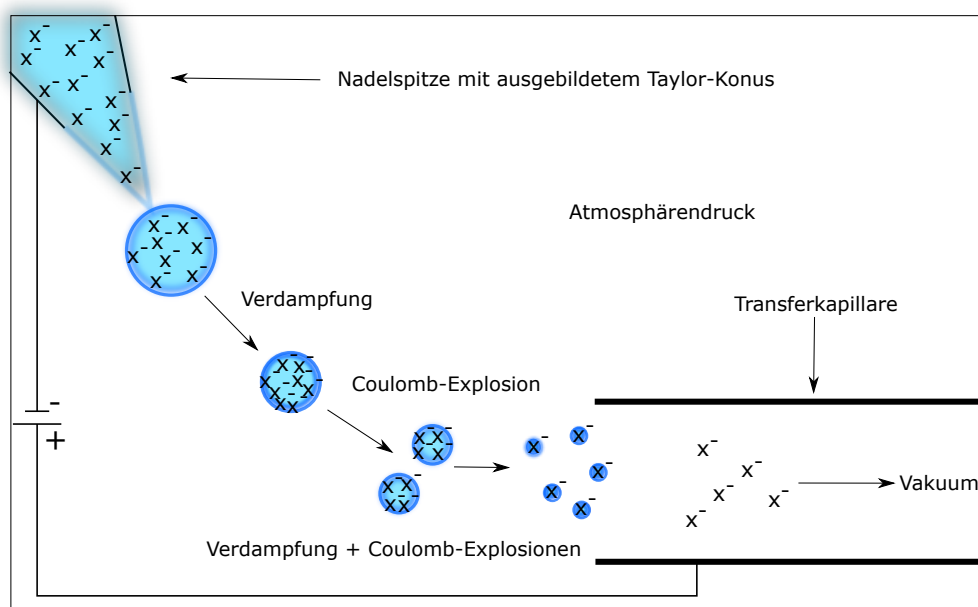 Nadelspitze mit ausgebildetem Taylor-Konus
x- x- x- x- x- x- x- x- x- x- x-
Atmosphärendruck
x- x- x- x- x- x- x- x-
Verdampfung
Transferkapillare
x- x- x- x- x- x- x- x- x-
Coulomb-Explosion
-
+
x- x- x- x-
x- x- x- x-
x- x- x- x- x-
x- x- x- x- x-
Vakuum
Verdampfung + Coulomb-Explosionen